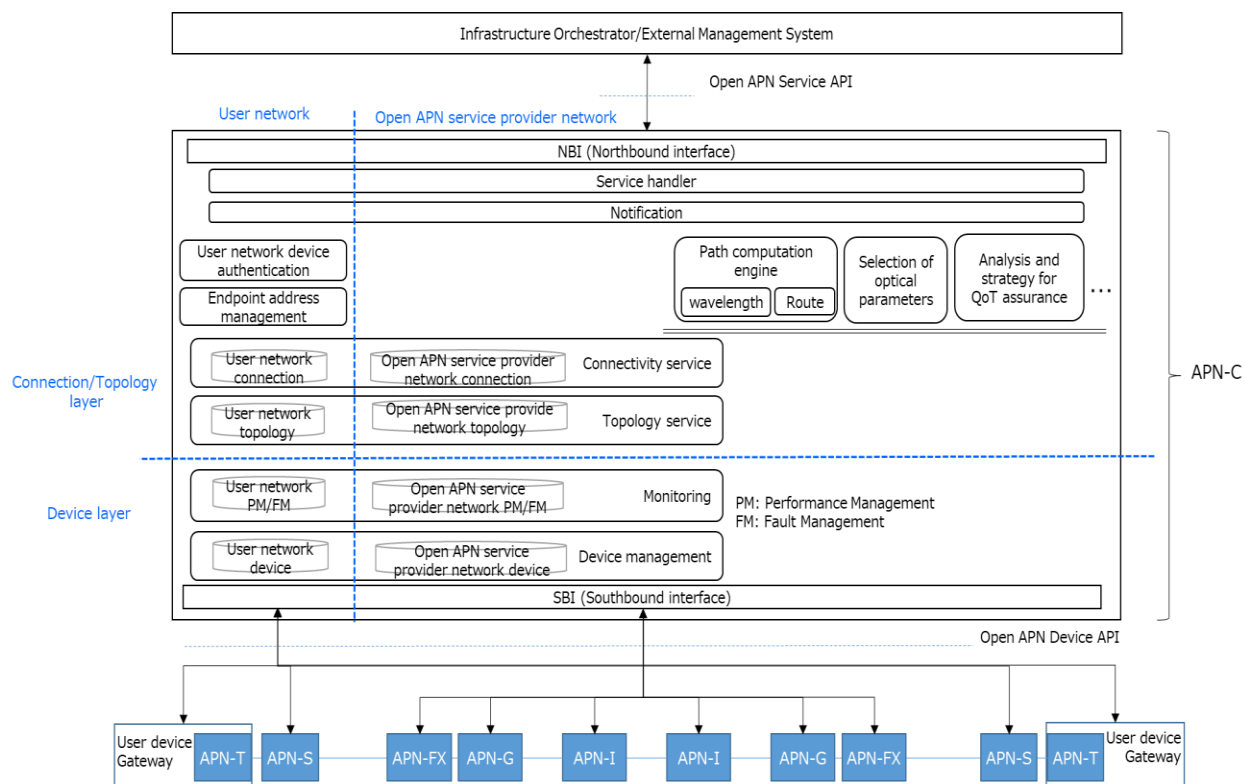 Infrastructure Orchestrator/External Management System
Open APN Service API
User network
Open APN service provider network
NBI (Northbound interface)
Service handler
Notification
User network device
authentication
Endpoint address
management
Path computation
engine
wavelength
Route
Selection of
optical
parameters
Analysis and
strategy for
QoT assurance
...
APN-C
Connection/Topology
layer
User network
connection
Open APN service provider
network connection
Connectivity service
User network
topology
Open APN service provide
network topology
Topology service
Device layer
User network
PM/FM
Open APN service
provider network PM/FM
Monitoring
PM: Performance Management
FM: Fault Management
User network
device
Open APN service
provider network device
Device management
SBI (Southbound interface)
Open APN Device API
User device
Gateway
APN-T
APN-S
APN-FX
APN-G
APN-I
APN-I
APN-G
APN-FX
APN-S
APN-T
User device
Gateway